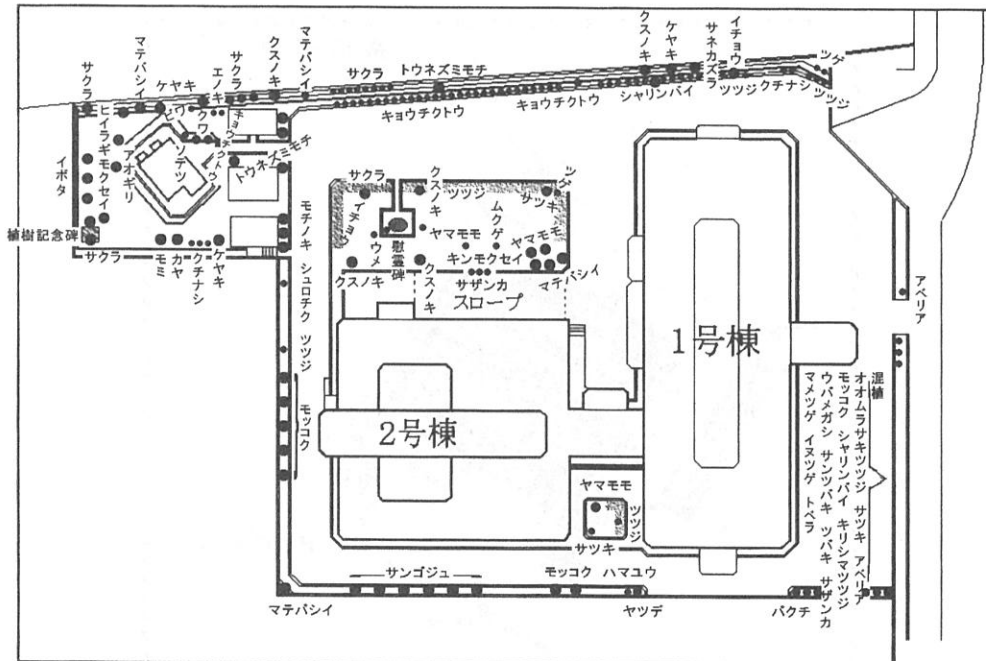 サクラ
マテバシイ
ケヤキ
エノキ
サクラ
クスノキ
マテバシイ
サクラ
トウネズミモチ
クスノキ
ケヤキ
サネカズラ
イチョウ
ツゲ
キョウチクトウ
キョウチクトウ
シャリンバイ
ツツジ
クチナシ
ツツジ
ヒイラギモクセイ
ビワ
クワ
キョウチクトウ
ソテツ
アオギリ
イボタ
トウネズミモチ
植樹記念碑
サクラ
モミ
カヤ
クチナシ
ケヤキ
モチノキ
シュロチク
ツツジ
モッコク
サクラ
イチョウ
ウメ
慰霊碑
クスノキ
ツツジ
ツゲ
サツキ
ヤマモモ
ムクゲ
キンモクセイ
ヤマモモ
マテバシイ
クスノキ
クスノキ
サザンカ
スロープ
1号棟
2号棟
アベリア
混植
オオムラサキツツジ サツキ アベリア
モッコク シャリンバイ キリシマツツジ
ウバメガシ サンツバキ ツバキ サザンカ
マメツゲ イヌツゲ トベラ
ヤマモモ
ツツジ
サツキ
サンゴジュ
モッコク
ハマユウ
マテバシイ
ヤツデ
バクチ